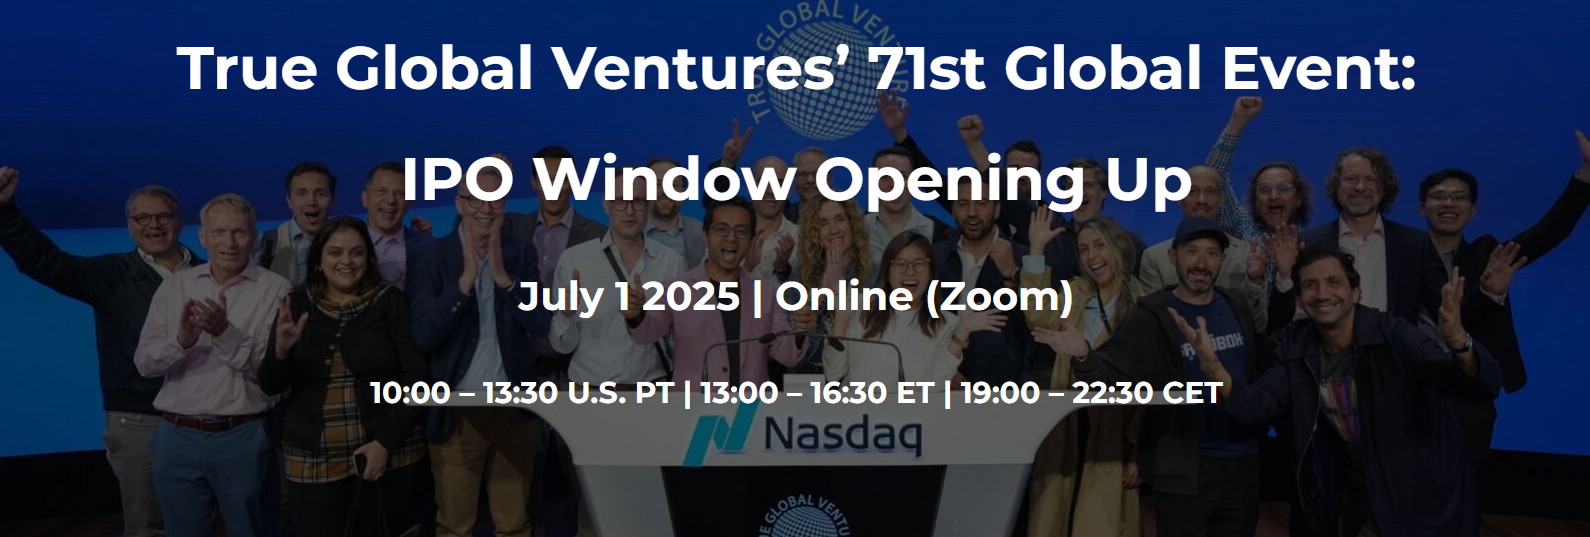 True Global Ventures’ 71st Global Event:
IPO Window Opening Up
July 1 2025 | Online (Zoom)
10:00 – 13:30 U.S. PT | 13:00 – 16:30 ET | 19:00 – 22:30 CET
Nasdaq